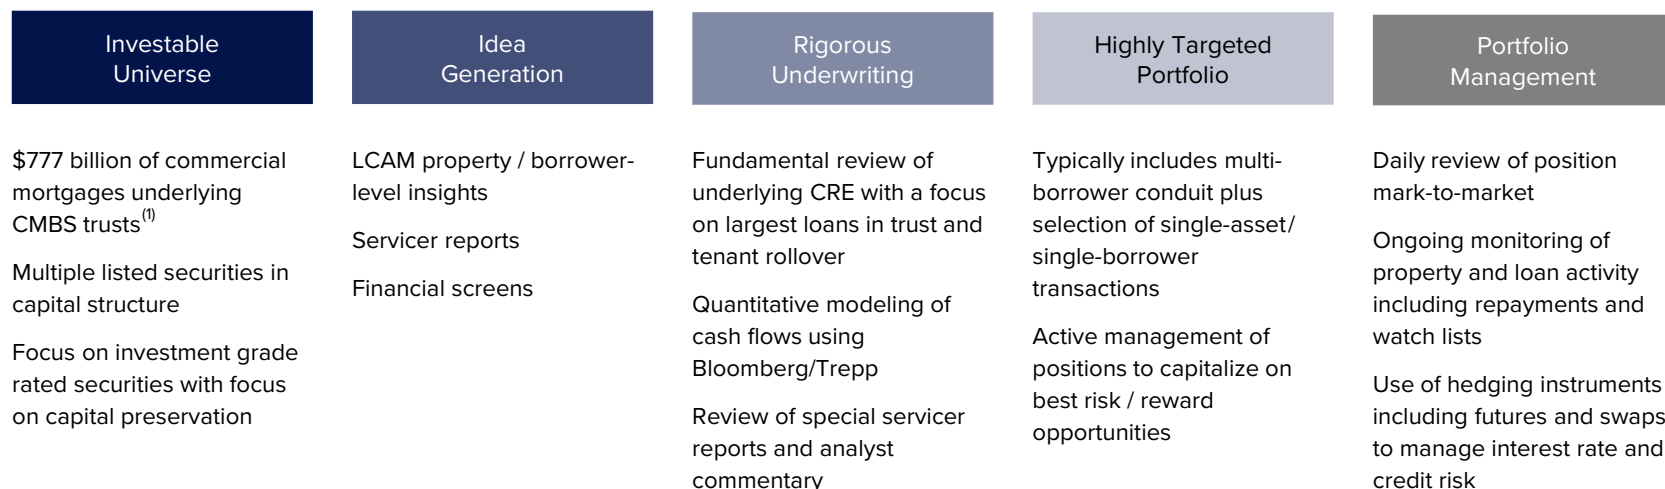 Investable
Universe
$777 billion of commercial
mortgages underlying
CMBS trusts(1)
Multiple listed securities in
capital structure
Focus on investment grade
rated securities with focus
on capital preservation
Idea
Generation
LCAM property / borrower-
level insights
Servicer reports
Financial screens
Rigorous
Underwriting
Fundamental review of
underlying CRE with a focus
on largest loans in trust and
tenant rollover
Quantitative modeling of
cash flows using
Bloomberg/Trepp
Review of special servicer
reports and analyst
commentary
Highly Targeted
Portfolio
Typically includes multi-
borrower conduit plus
selection of single-asset/
single-borrower
transactions
Active management of
positions to capitalize on
best risk / reward
opportunities
Portfolio
Management
Daily review of position
mark-to-market
Ongoing monitoring of
property and loan activity
including repayments and
watch lists
Use of hedging instruments
including futures and swaps
to manage interest rate and
credit risk